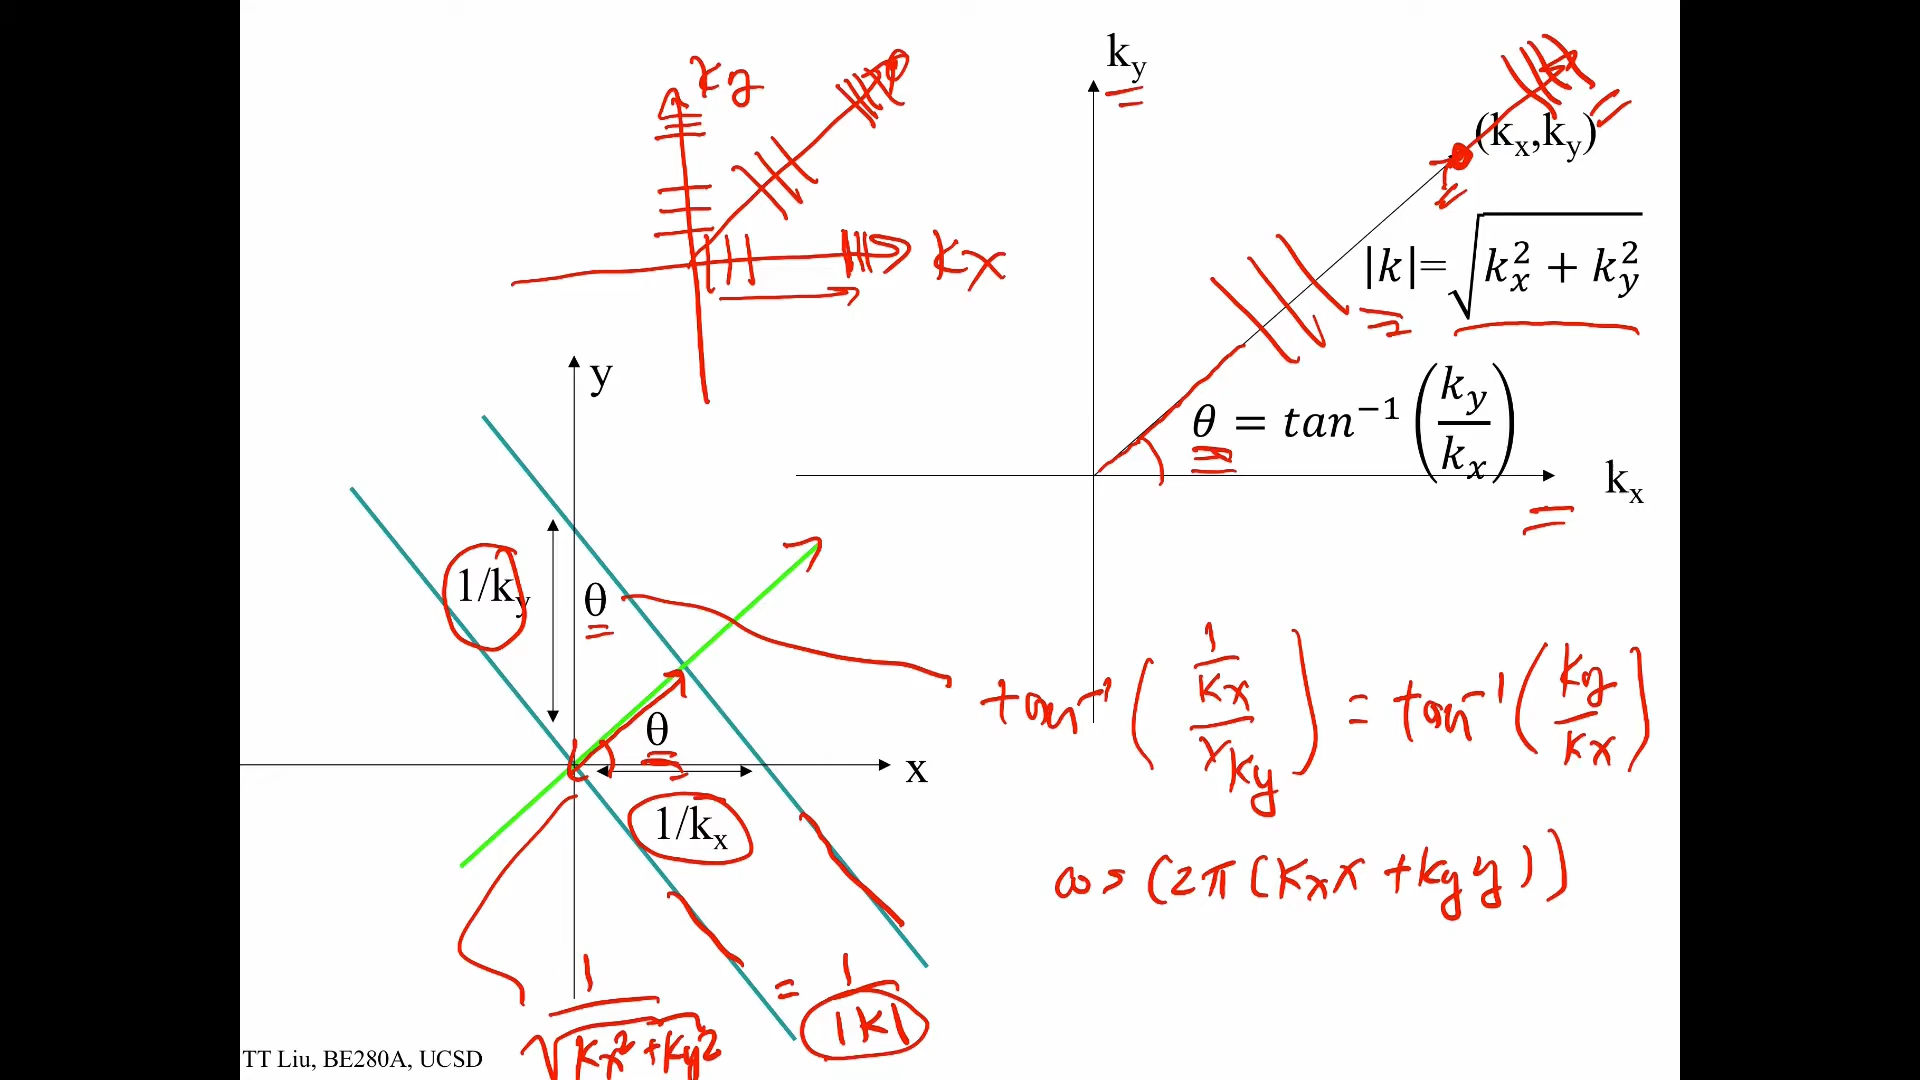 ky
ky
(kx,ky)
kx
|k|=√(kx² + ky²)
y
θ = tan⁻¹(ky/kx)
kx
1/ky
θ
θ
x
tan⁻¹((1/kx)/(1/ky)) = tan⁻¹(ky/kx)
1/kx
cos(2π(kxx + kyy))
1/√(kx² + ky²) = 1/|k|
TT Liu, BE280A, UCSD